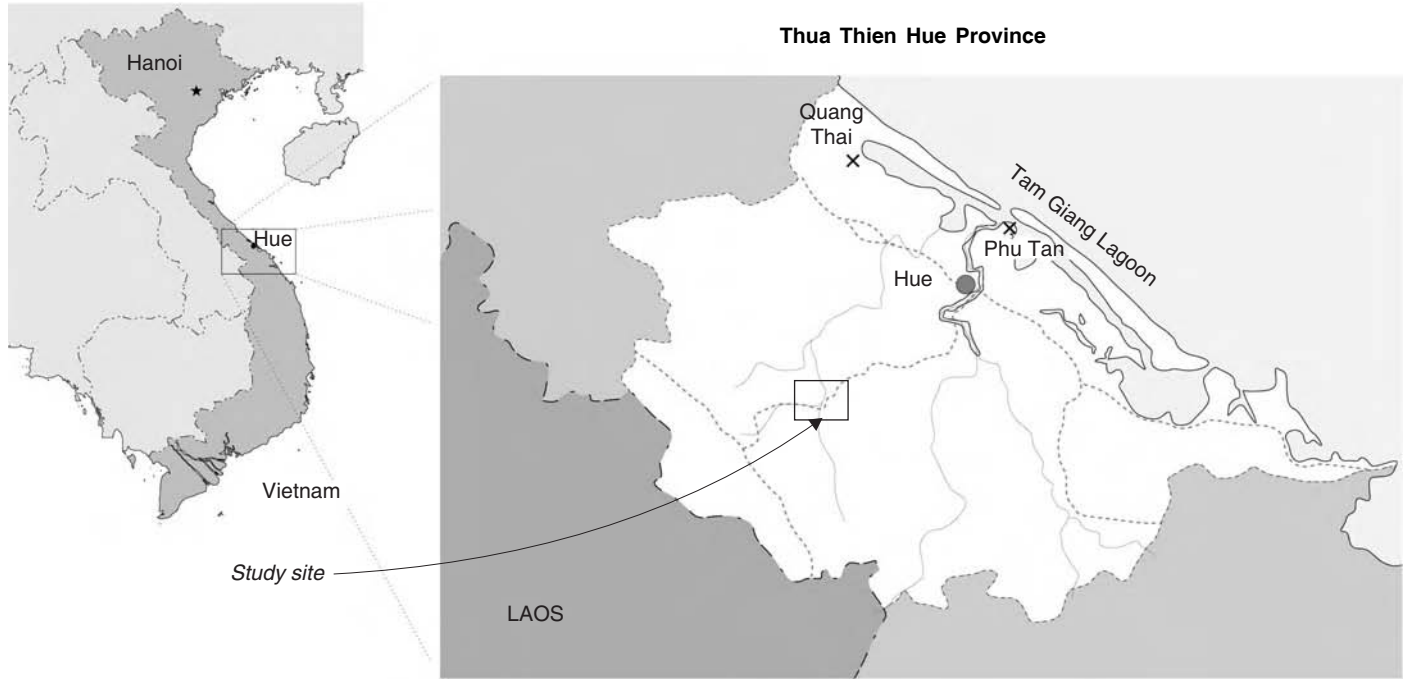 Thua Thien Hue Province
Hanoi
Hue
Vietnam
Study site
Quang
Thai
Tam Giang Lagoon
Phu Tan
Hue
LAOS